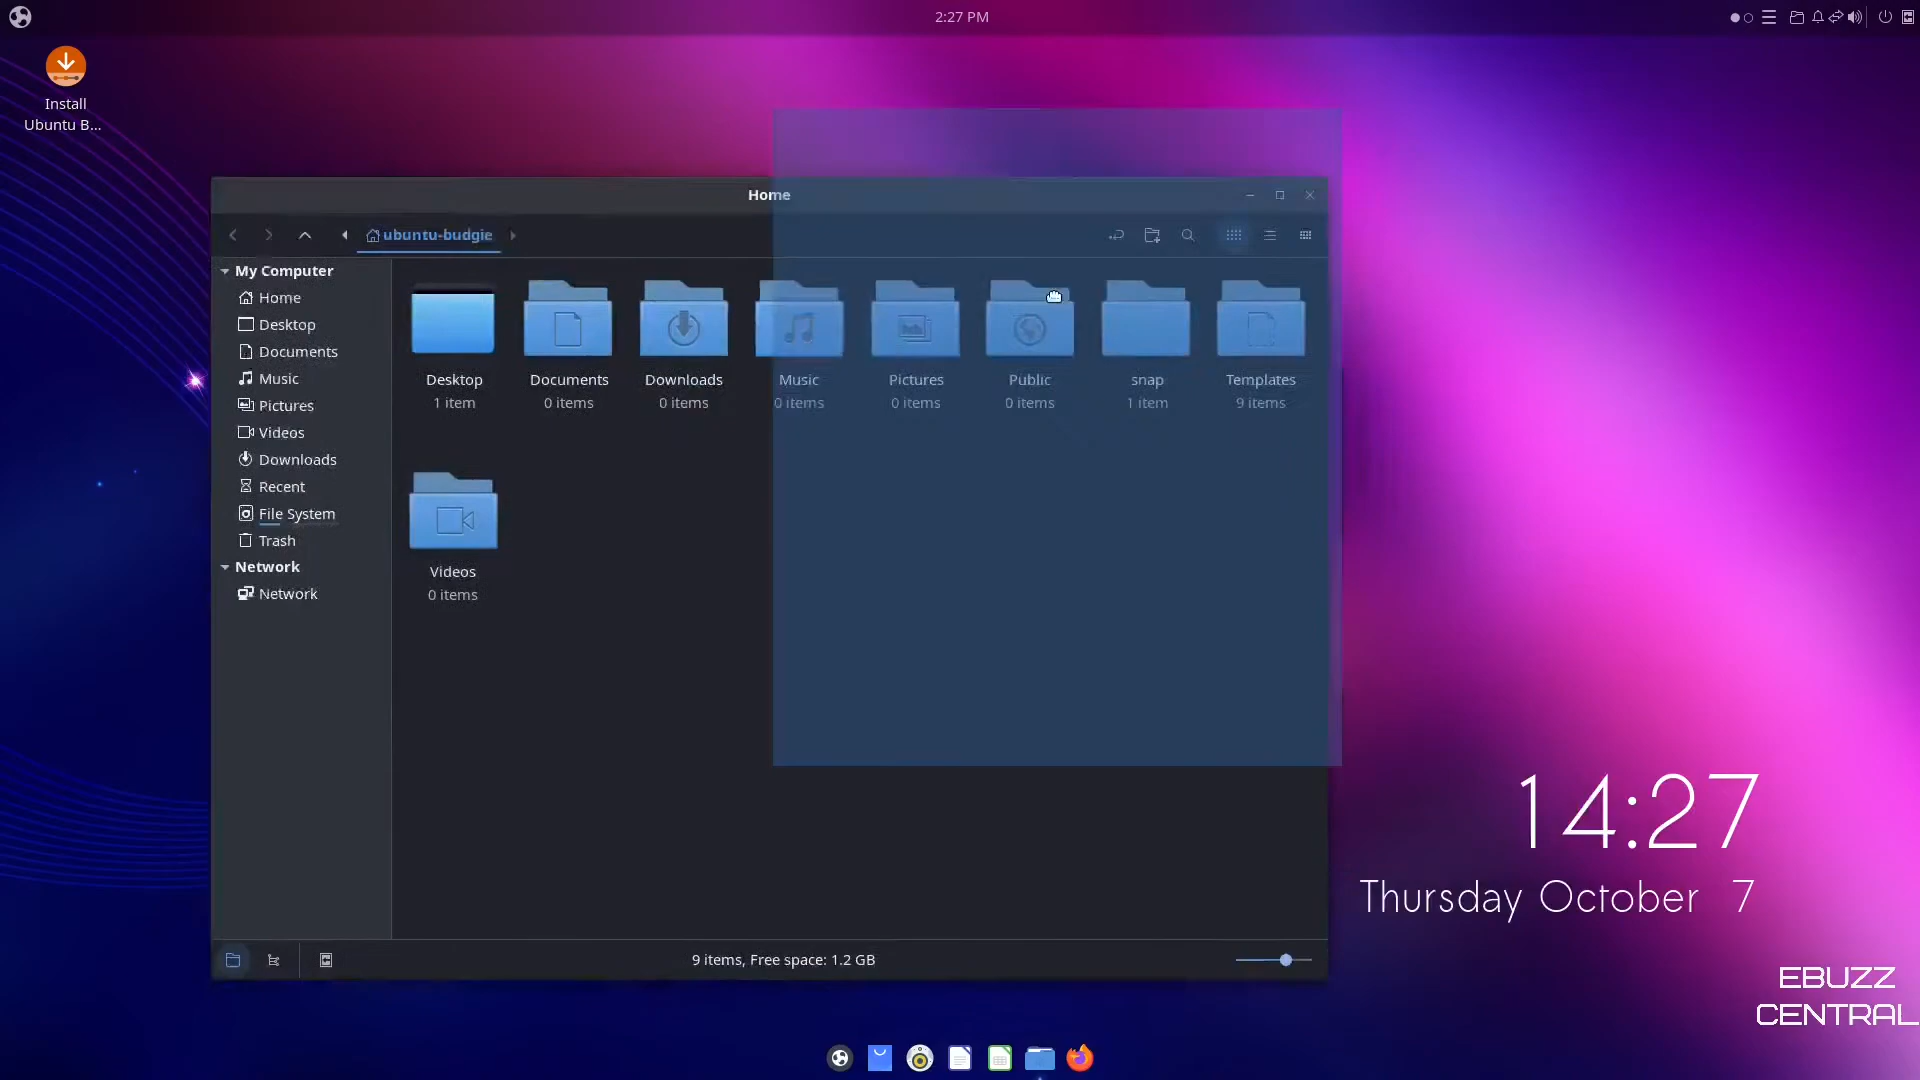 2:27 PM
Install
Ubuntu B...
Home
ubuntu-budgie
My Computer
Home
Desktop
Documents
Music
Pictures
Videos
Downloads
Recent
File System
Trash
Network
Network
Desktop
1 item
Documents
0 items
Downloads
0 items
Music
0 items
Pictures
0 items
Public
0 items
snap
1 item
Templates
9 items
Videos
0 items
9 items, Free space: 1.2 GB
14:27
Thursday October 7
EBUZZ
CENTRAL